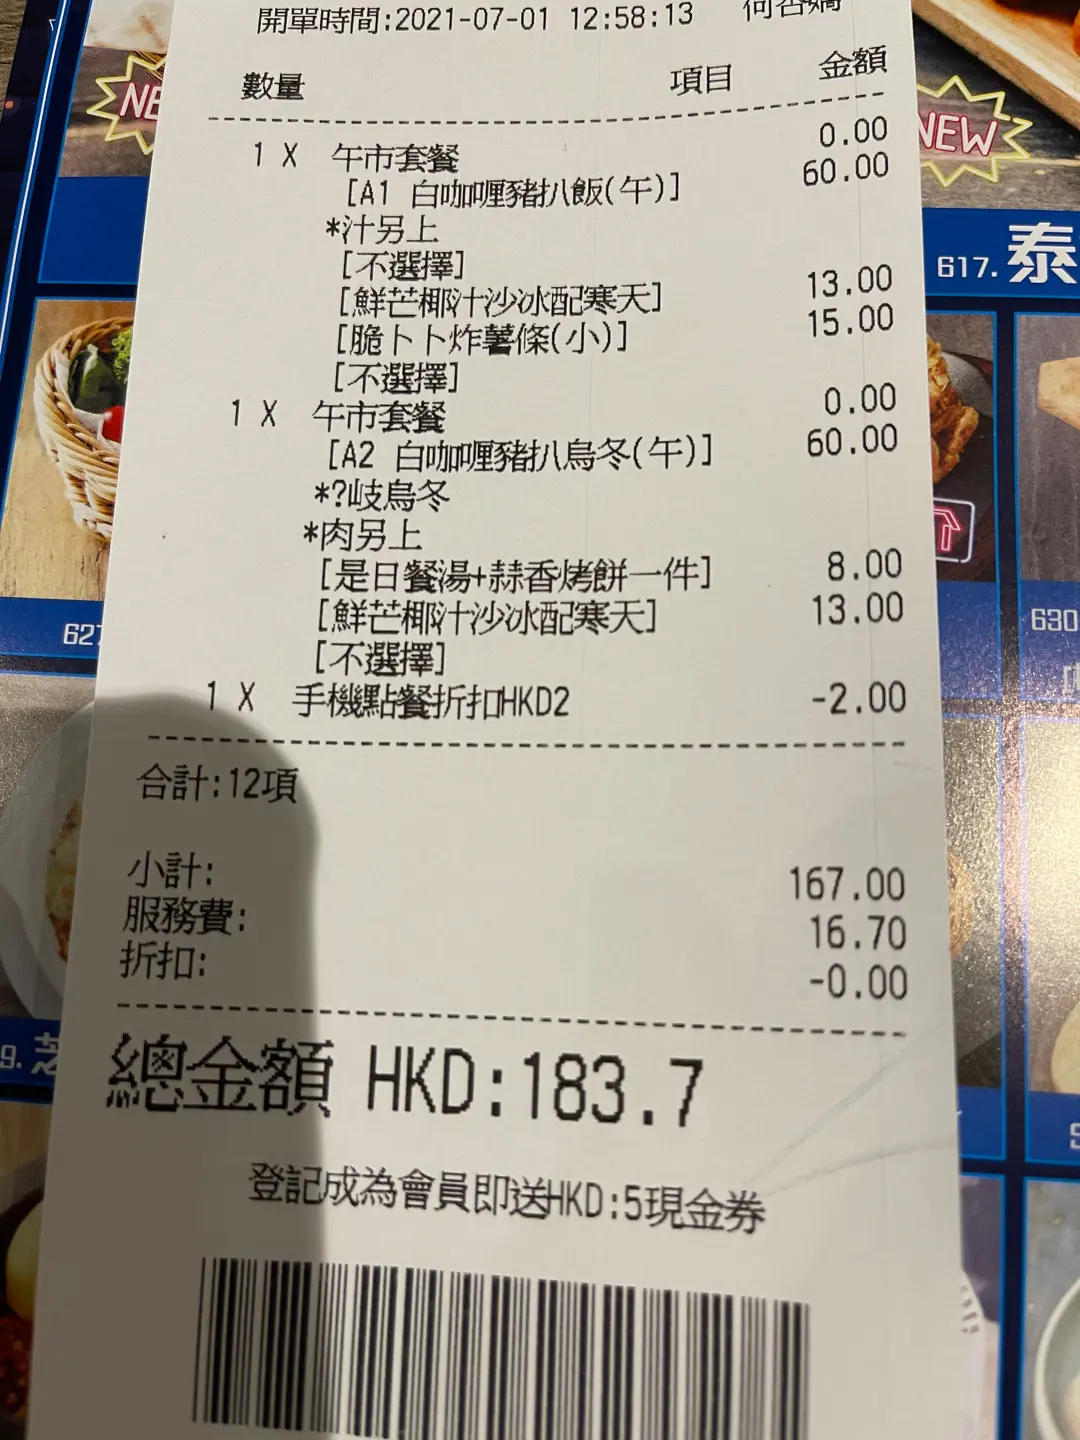 開單時間:2021-07-01 12:58:13
數量 項目 金額
1 X 午市套餐 0.00
[A1 白咖喱豬扒飯(午)] 60.00
*汁另上
[不選擇]
[鮮芒椰汁沙冰配寒天] 13.00
[脆卜卜炸薯條(小)] 15.00
[不選擇]
1 X 午市套餐 0.00
[A2 白咖喱豬扒烏冬(午)] 60.00
*?岐烏冬
*肉另上
[是日餐湯+蒜香烤餅一件] 8.00
[鮮芒椰汁沙冰配寒天] 13.00
[不選擇]
1 X 手機點餐折扣HKD2 -2.00
合計:12項
小計: 167.00
服務費: 16.70
折扣: -0.00
總金額 HKD:183.7
登記成為會員即送HKD:5現金券
NEW
617. 泰
627
630
9. 芝